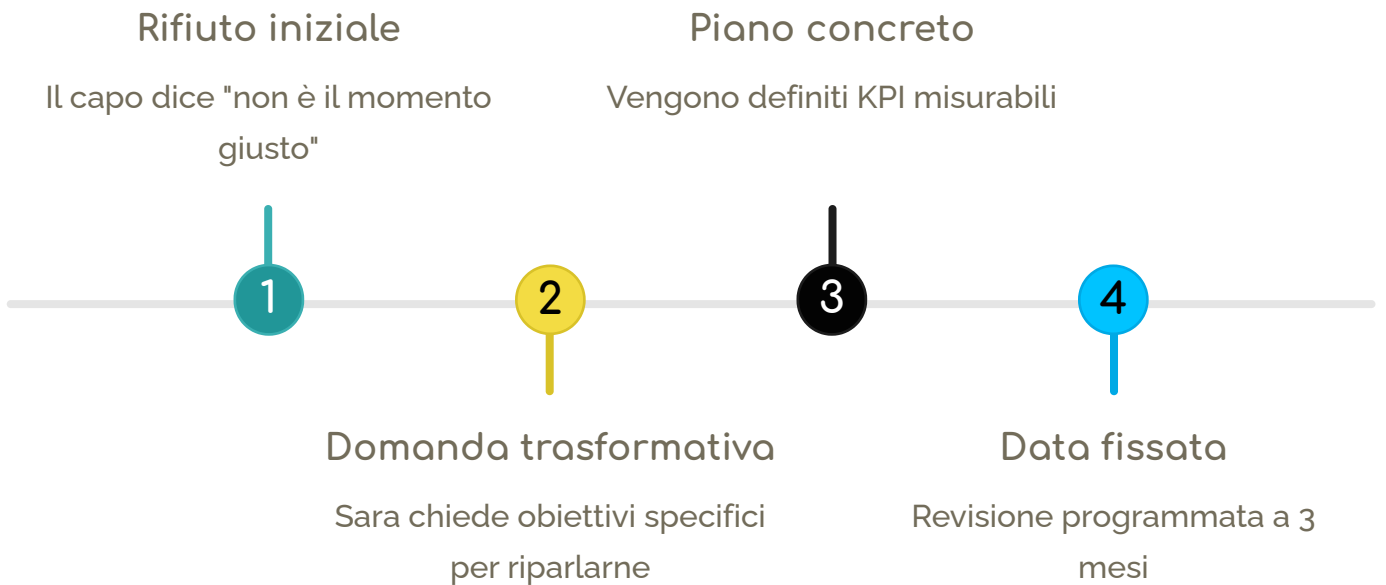 Rifiuto iniziale
Il capo dice "non è il momento
giusto"
Piano concreto
Vengono definiti KPI misurabili
1
2
3
4
Domanda trasformativa
Sara chiede obiettivi specifici
per riparlarne
Data fissata
Revisione programmata a 3
mesi